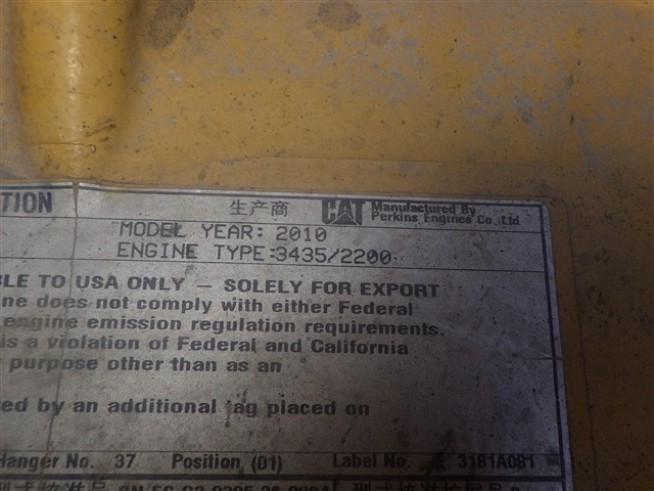 TION 生产商 CAT Manufactured By
Perkins Engines Co. Ltd
MODEL YEAR: 2010
ENGINE TYPE:3435/2200
BLE TO USA ONLY – SOLELY FOR EXPORT
ine does not comply with either Federal
engine emission regulation requirements.
is a violation of Federal and California
purpose other than as an
ed by an additional tag placed on
Hanger No. 37 Position (01) Label No. 3181A081